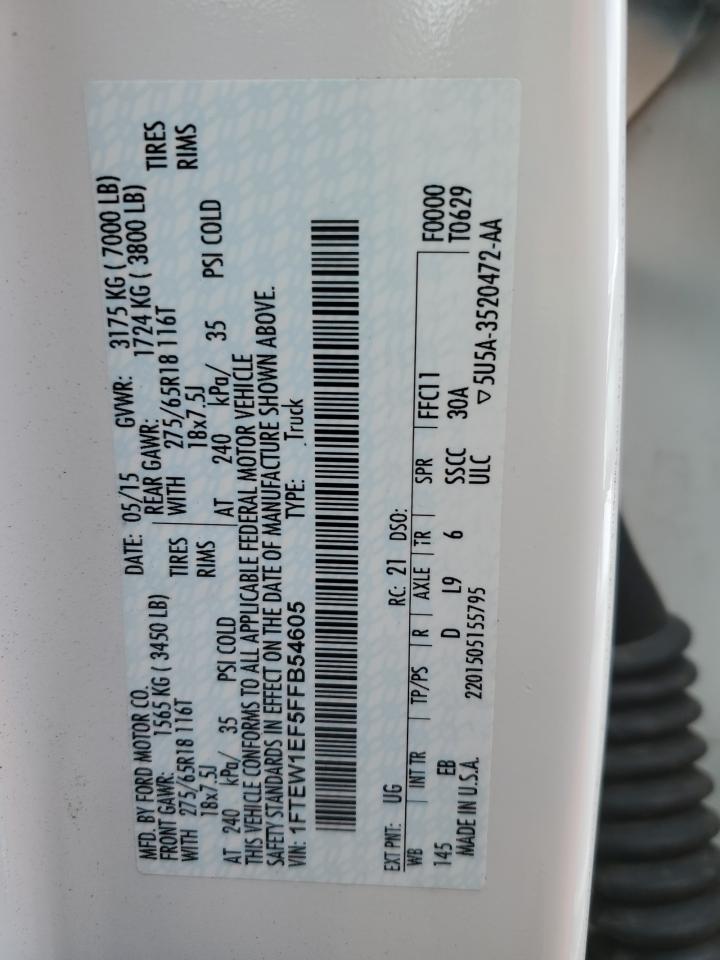 MFD. BY FORD MOTOR CO.
DATE: 05/15 GVWR: 3175 KG ( 7000 LB)
FRONT GAWR: 1565 KG ( 3450 LB) REAR GAWR: 1724 KG ( 3800 LB)
WITH 275/65R18 116T TIRES WITH 275/65R18 116T TIRES
18x7.5J RIMS 18x7.5J RIMS
AT 240 kPa/ 35 PSI COLD AT 240 kPa/ 35 PSI COLD
THIS VEHICLE CONFORMS TO ALL APPLICABLE FEDERAL MOTOR VEHICLE
SAFETY STANDARDS IN EFFECT ON THE DATE OF MANUFACTURE SHOWN ABOVE.
VIN: 1FTEW1EF5FFB54605 TYPE: Truck
F0000
EXT PNT: UG RC: 21 DSO: T0629
WB INT TR TP/PS R AXLE TR SPR FFC11
145 EB D L9 6 SSCC 30A
ULC
MADE IN U.S.A. 2201505155795 ▽5U5A-3520472-AA